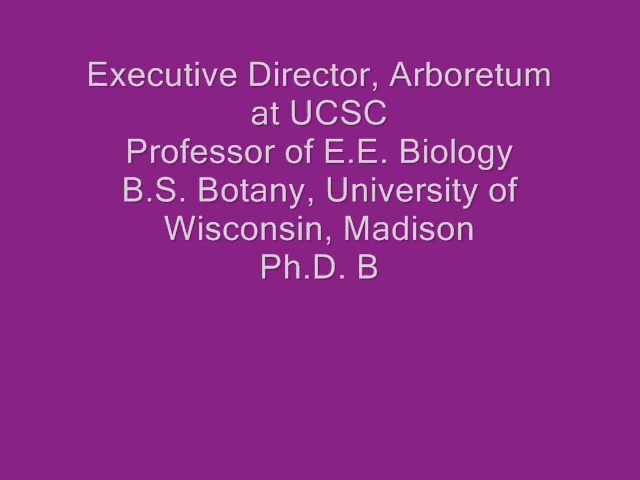 Executive Director, Arboretum
at UCSC
Professor of E.E. Biology
B.S. Botany, University of
Wisconsin, Madison
Ph.D. B